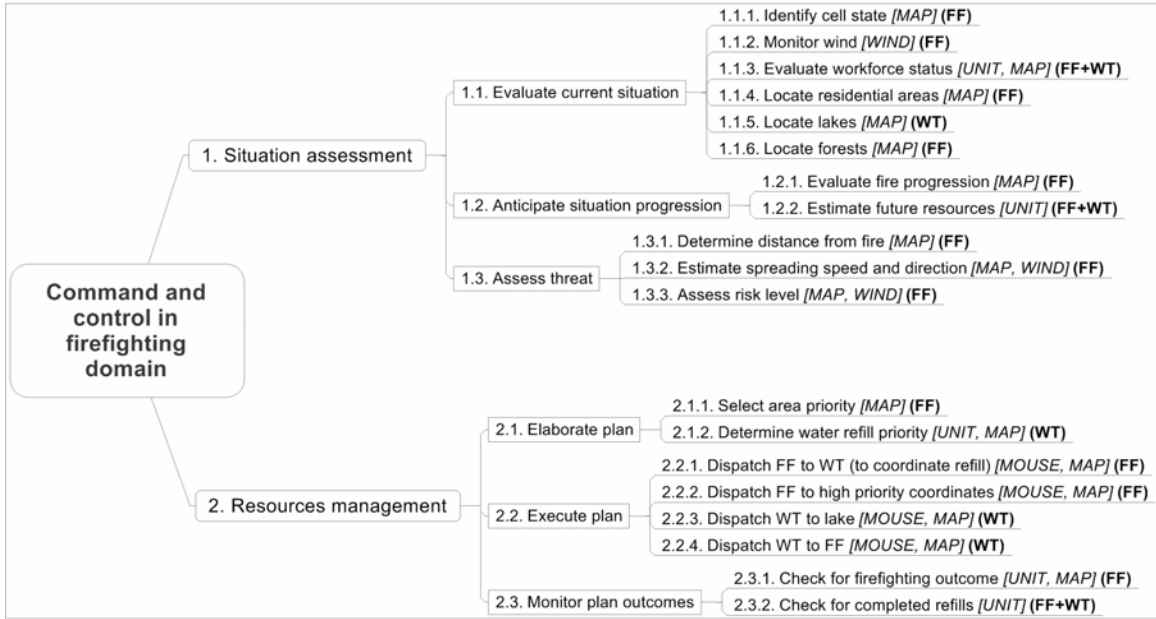 Command and
control in
firefighting
domain
1. Situation assessment
1.1. Evaluate current situation
1.1.1. Identify cell state [MAP] (FF)
1.1.2. Monitor wind [WIND] (FF)
1.1.3. Evaluate workforce status [UNIT, MAP] (FF+WT)
1.1.4. Locate residential areas [MAP] (FF)
1.1.5. Locate lakes [MAP] (WT)
1.1.6. Locate forests [MAP] (FF)
1.2. Anticipate situation progression
1.2.1. Evaluate fire progression [MAP] (FF)
1.2.2. Estimate future resources [UNIT] (FF+WT)
1.3. Assess threat
1.3.1. Determine distance from fire [MAP] (FF)
1.3.2. Estimate spreading speed and direction [MAP, WIND] (FF)
1.3.3. Assess risk level [MAP, WIND] (FF)
2. Resources management
2.1. Elaborate plan
2.1.1. Select area priority [MAP] (FF)
2.1.2. Determine water refill priority [UNIT, MAP] (WT)
2.2. Execute plan
2.2.1. Dispatch FF to WT (to coordinate refill) [MOUSE, MAP] (FF)
2.2.2. Dispatch FF to high priority coordinates [MOUSE, MAP] (FF)
2.2.3. Dispatch WT to lake [MOUSE, MAP] (WT)
2.2.4. Dispatch WT to FF [MOUSE, MAP] (WT)
2.3. Monitor plan outcomes
2.3.1. Check for firefighting outcome [UNIT, MAP] (FF)
2.3.2. Check for completed refills [UNIT] (FF+WT)